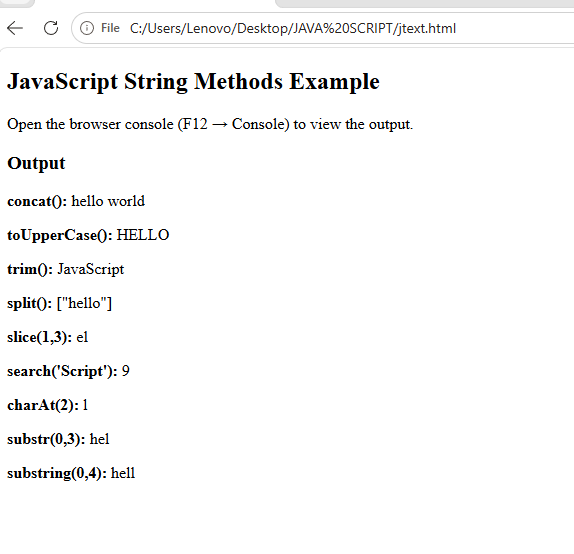 File C:/Users/Lenovo/Desktop/JAVA%20SCRIPT/jtext.html
JavaScript String Methods Example
Open the browser console (F12 → Console) to view the output.
Output
concat(): hello world
toUpperCase(): HELLO
trim(): JavaScript
split(): ["hello"]
slice(1,3): el
search('Script'): 9
charAt(2): l
substr(0,3): hel
substring(0,4): hell